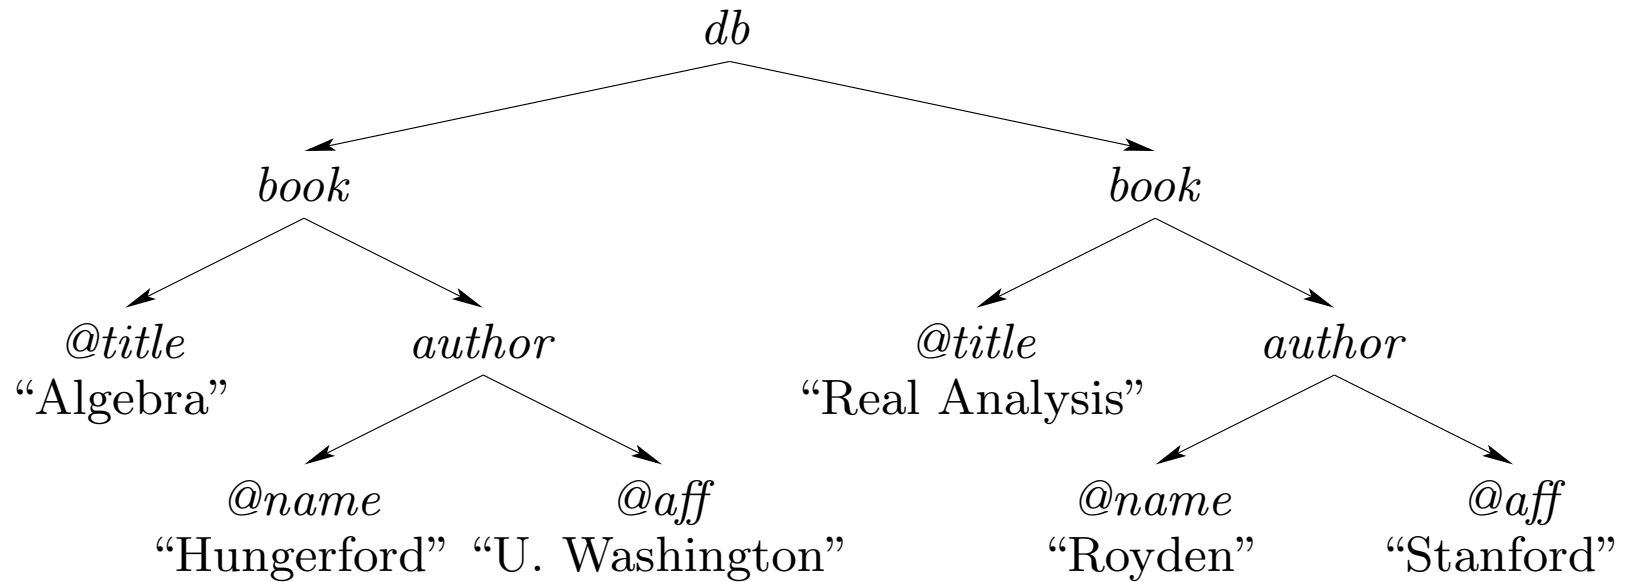 db
book book
@title author @title author
“Algebra” “Real Analysis”
@name @aff @name @aff
“Hungerford” “U. Washington” “Royden” “Stanford”